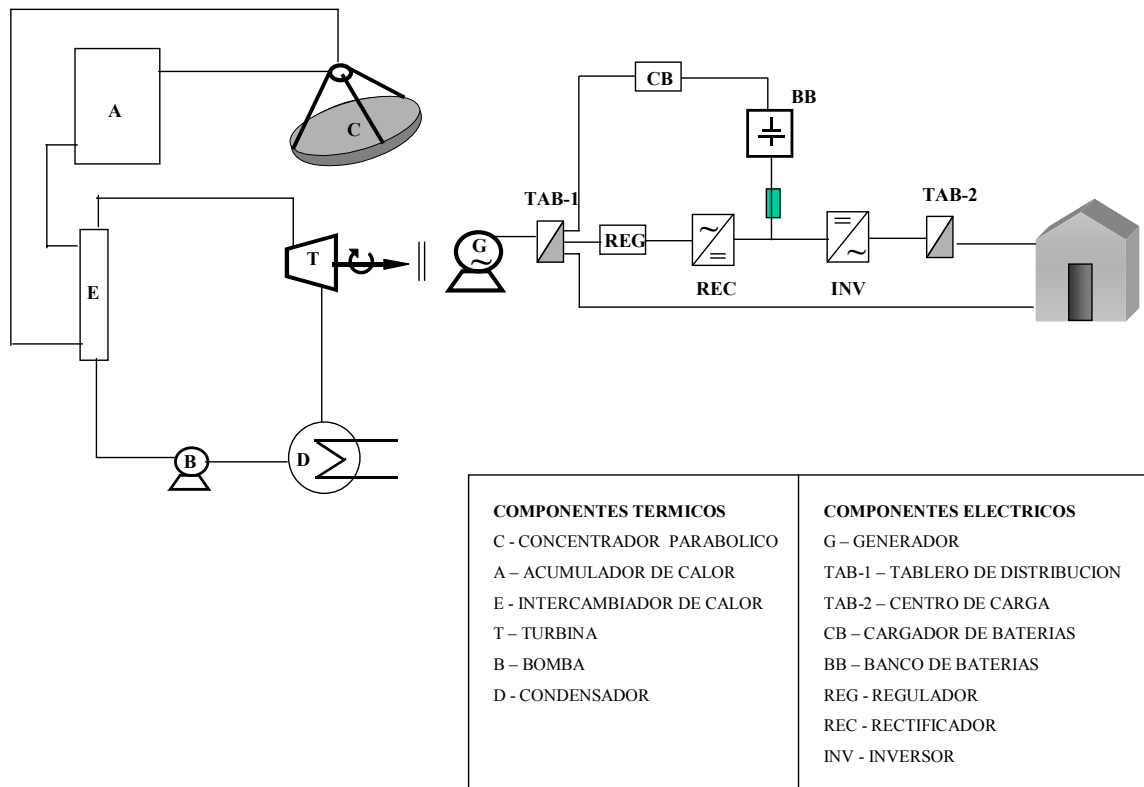 A
C
CB
BB
TAB-1
TAB-2
G
REG
T
E
REC
INV
B
D
COMPONENTES TERMICOS
C - CONCENTRADOR PARABOLICO
A – ACUMULADOR DE CALOR
E - INTERCAMBIADOR DE CALOR
T – TURBINA
B – BOMBA
D – CONDENSADOR
COMPONENTES ELECTRICOS
G – GENERADOR
TAB-1 – TABLERO DE DISTRIBUCION
TAB-2 – CENTRO DE CARGA
CB – CARGADOR DE BATERIAS
BB – BANCO DE BATERIAS
REG - REGULADOR
REC - RECTIFICADOR
INV - INVERSOR